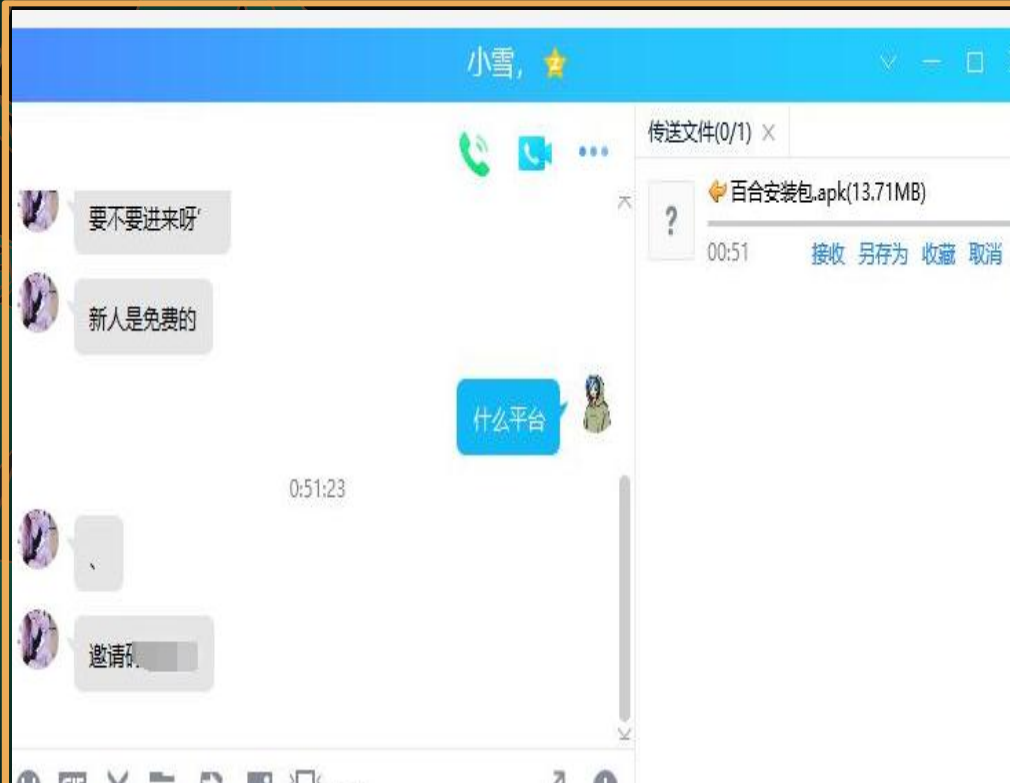 小雪,
传送文件(0/1)
百合安装包.apk(13.71MB)
00:51 接收 另存为 收藏 取消
要不要进来呀'
新人是免费的
什么平台
0:51:23
、
邀请码